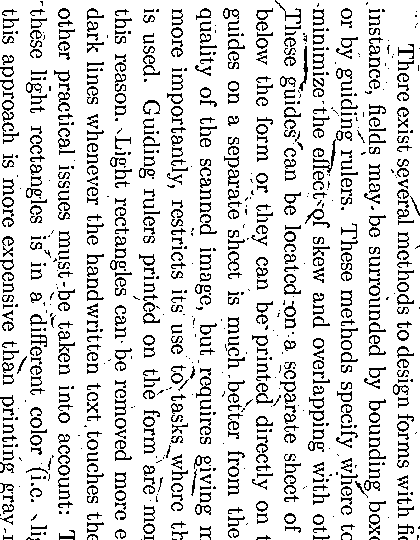 There exist several methods to design forms with fi
instance, fields may be surrounded by bounding boxe
or by guiding rulers. These methods specify where to
minimize the effect of skew and overlapping with oth
These guides can be located on a separate sheet of
below the form or they can be printed directly on t
guides on a separate sheet is much better from the
quality of the scanned image, but requires giving m
more importantly, restricts its use to tasks where th
is used. Guiding rulers printed on the form are mor
this reason. Light rectangles can be removed more e
dark lines whenever the handwritten text touches the
other practical issues must be taken into account: T
these light rectangles is in a different color (i.e. lig
this approach is more expensive than printing gray-l